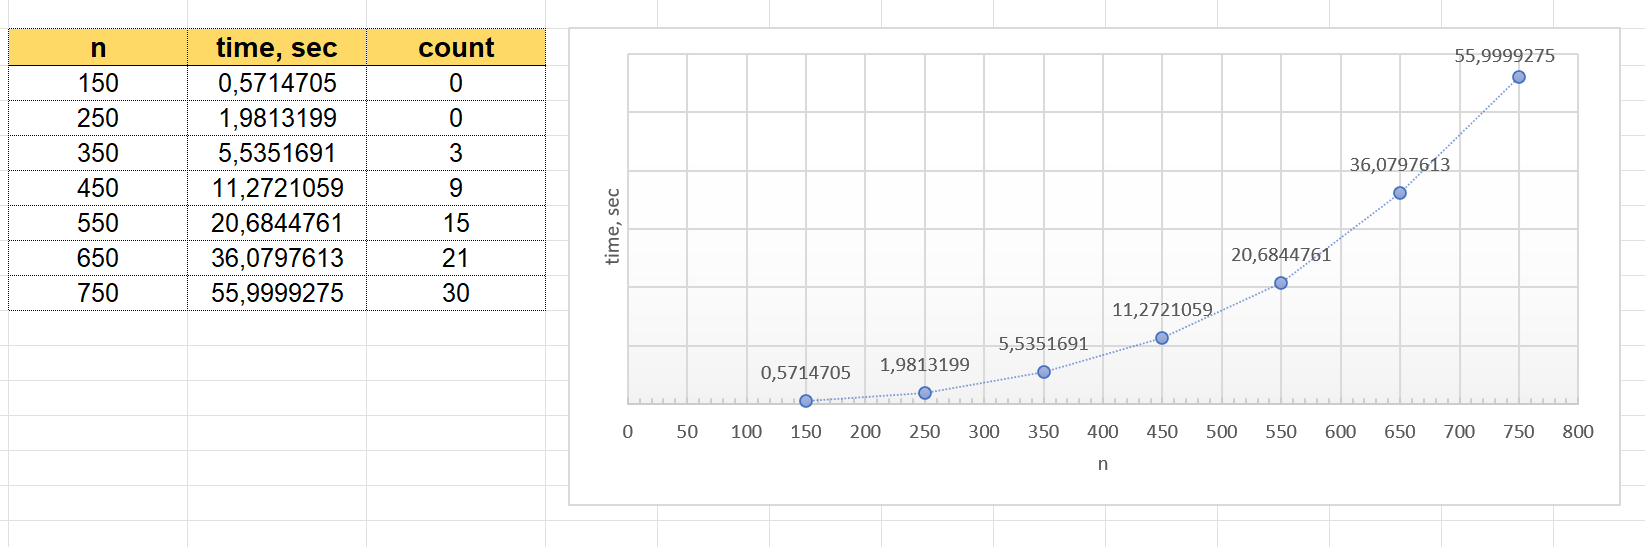 n time, sec count
150 0,5714705 0
250 1,9813199 0
350 5,5351691 3
450 11,2721059 9
550 20,6844761 15
650 36,0797613 21
750 55,9999275 30
55,9999275
36,0797613
20,6844761
11,2721059
5,5351691
1,9813199
0,5714705
time, sec
0 50 100 150 200 250 300 350 400 450 500 550 600 650 700 750 800
n